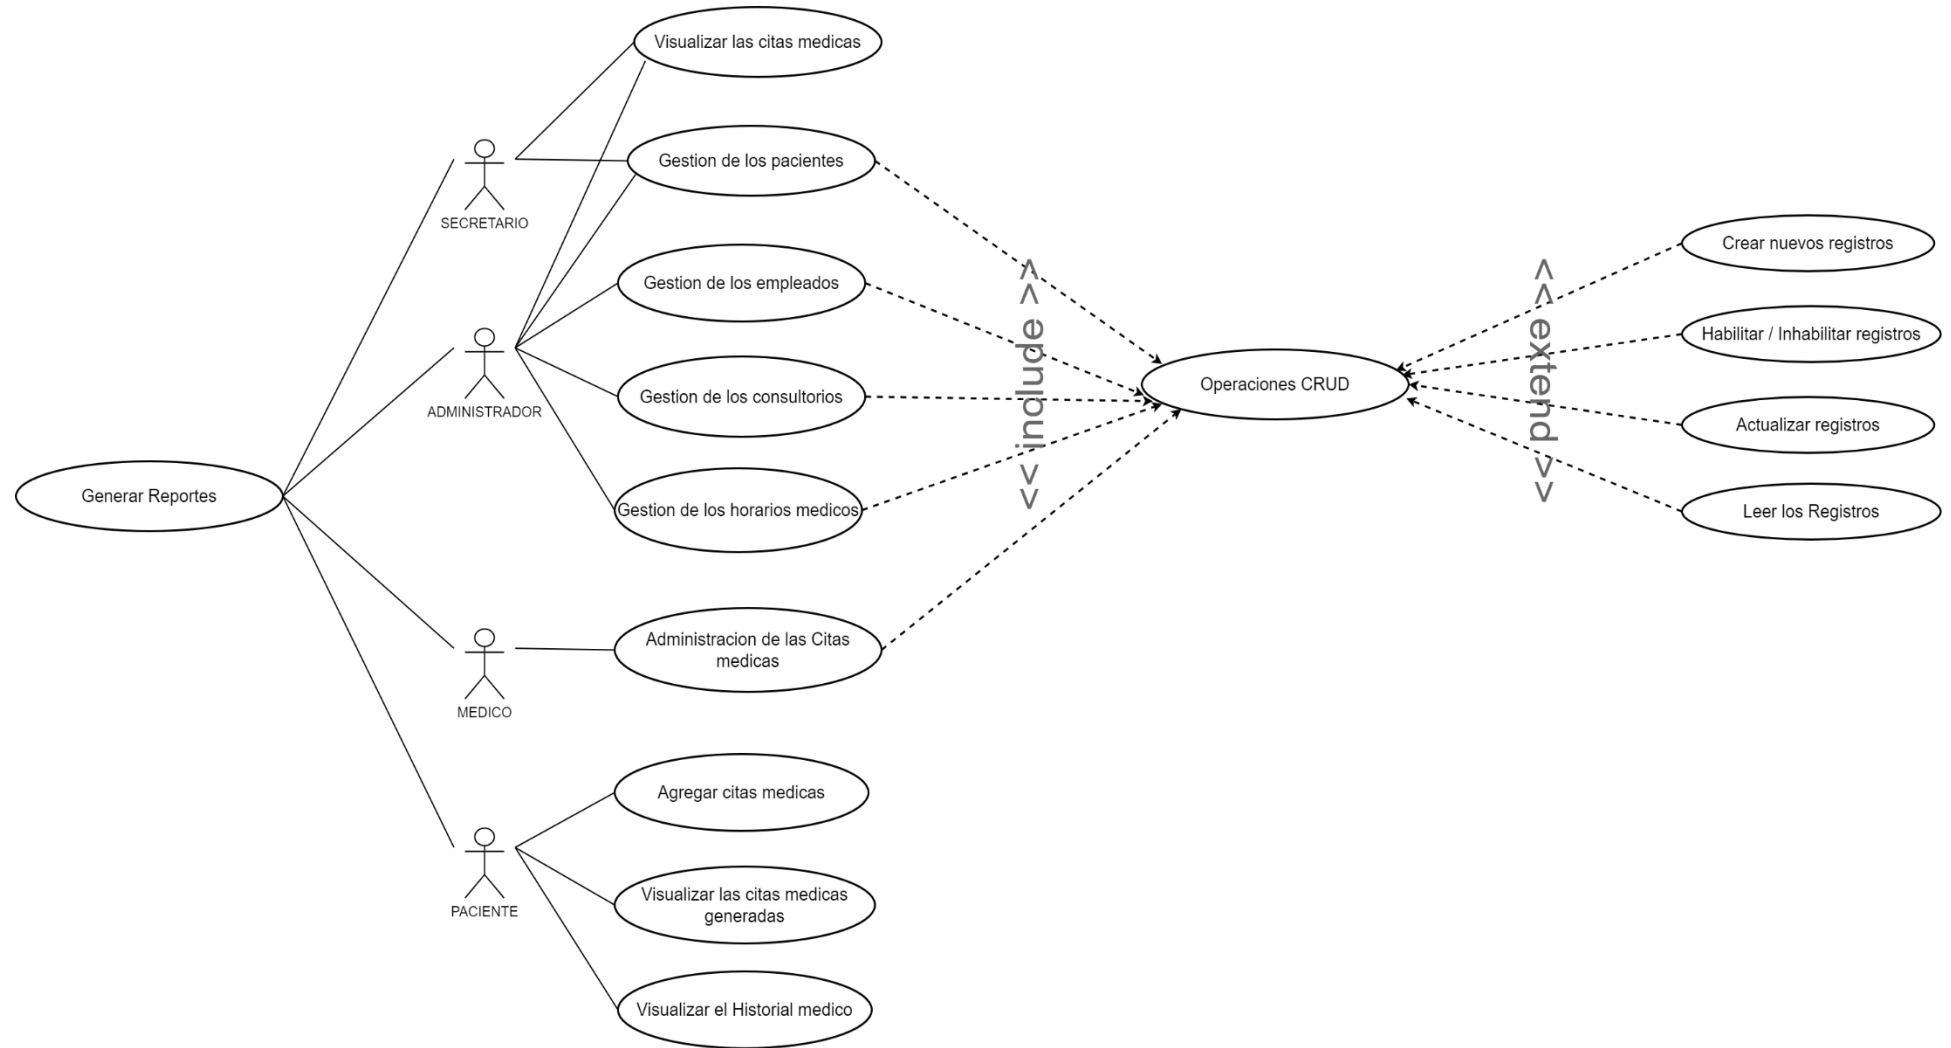 Visualizar las citas medicas
Gestion de los pacientes
SECRETARIO
Gestion de los empleados
ADMINISTRADOR
Gestion de los consultorios
Generar Reportes
Gestion de los horarios medicos
Administracion de las Citas
medicas
MEDICO
Agregar citas medicas
PACIENTE
Visualizar las citas medicas
generadas
Visualizar el Historial medico
<< include >>
Operaciones CRUD
<< extend >>
Crear nuevos registros
Habilitar / Inhabilitar registros
Actualizar registros
Leer los Registros